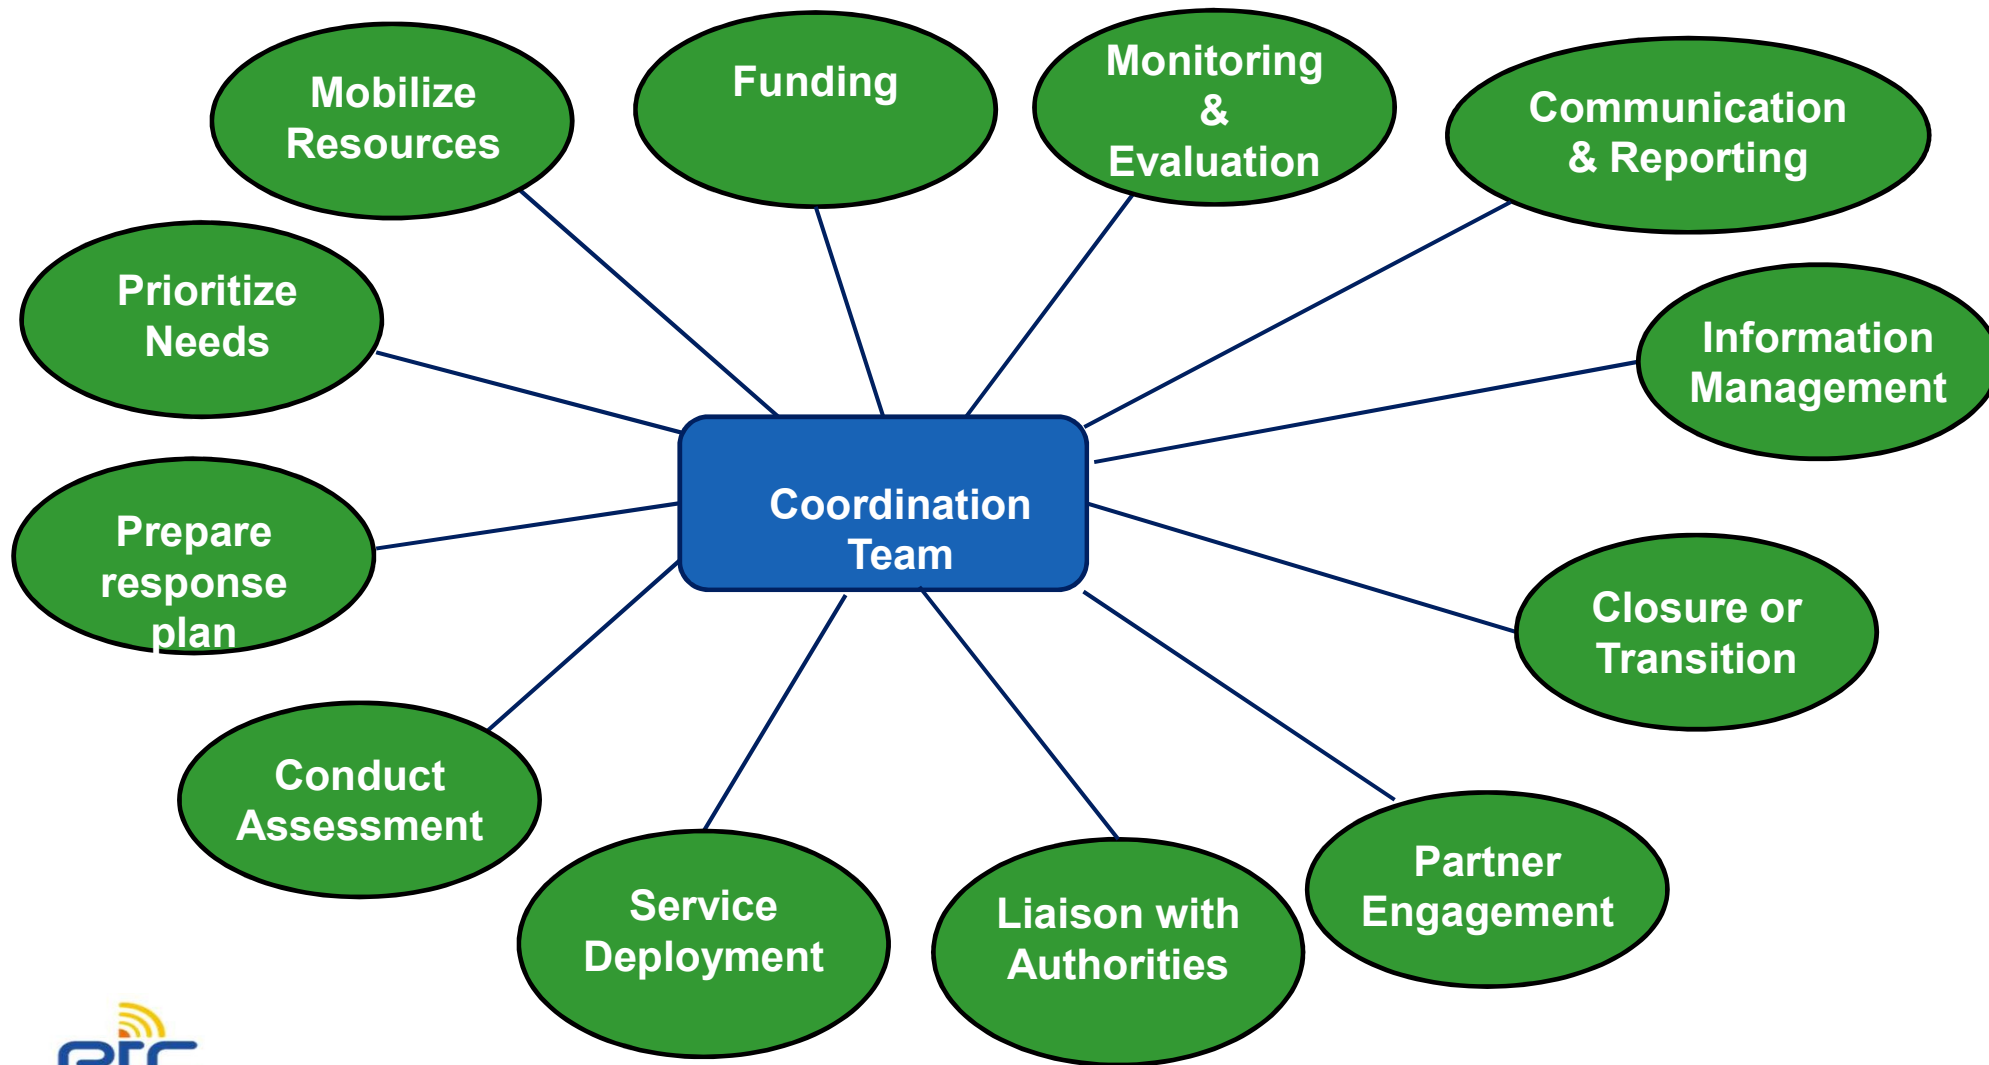 Mobilize
Resources
Funding
Monitoring
&
Evaluation
Communication
& Reporting
Prioritize
Needs
Information
Management
Coordination
Team
Prepare
response
plan
Closure or
Transition
Conduct
Assessment
Service
Deployment
Liaison with
Authorities
Partner
Engagement
etc